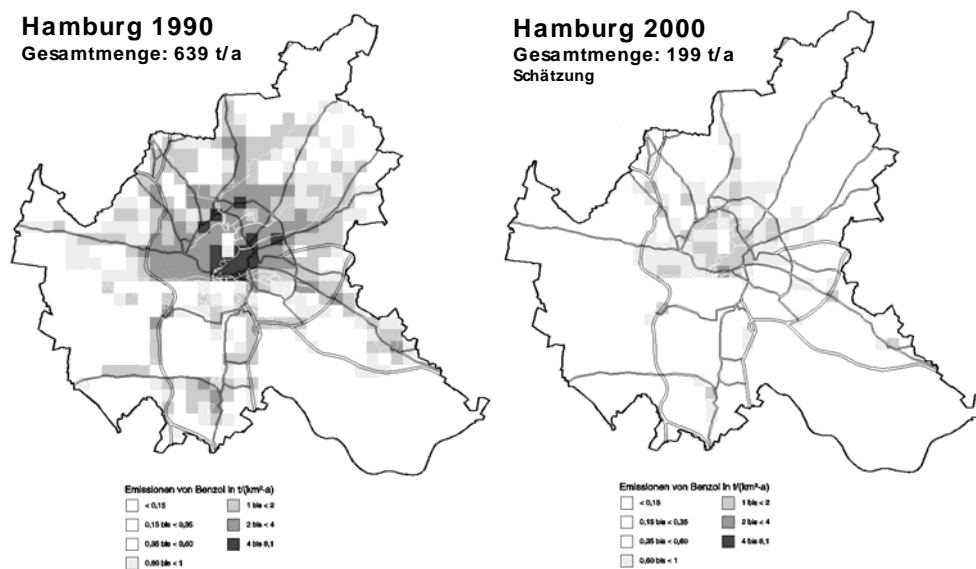 Hamburg 1990
Gesamtmenge: 639 t/a
Hamburg 2000
Gesamtmenge: 199 t/a
Schätzung
Emissionen von Benzol in t/(km²-a)
< 0,15
0,15 bis < 0,35
0,35 bis < 0,60
0,60 bis < 1
1 bis < 2
2 bis < 4
4 bis 8,1
Emissionen von Benzol in t/(km²-a)
< 0,15
0,15 bis < 0,35
0,35 bis < 0,60
0,60 bis < 1
1 bis < 2
2 bis < 4
4 bis 8,1